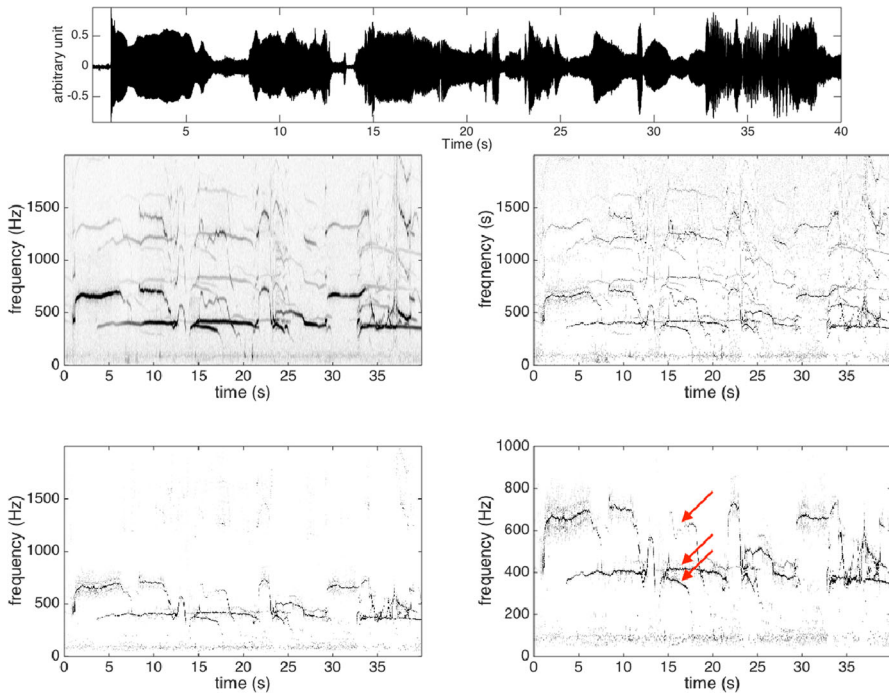 arbitrary unit
0.5
0
-0.5
5 10 15 20 25 30 35 40
Time (s)
frequency (Hz)
1500
1000
500
0
0 5 10 15 20 25 30 35
time (s)
freqnency (s)
1500
1000
500
0
0 5 10 15 20 25 30 35
time (s)
frequency (Hz)
1500
1000
500
0
0 5 10 15 20 25 30 35
time (s)
frequency (Hz)
1000
800
600
400
200
0
0 5 10 15 20 25 30 35
time (s)